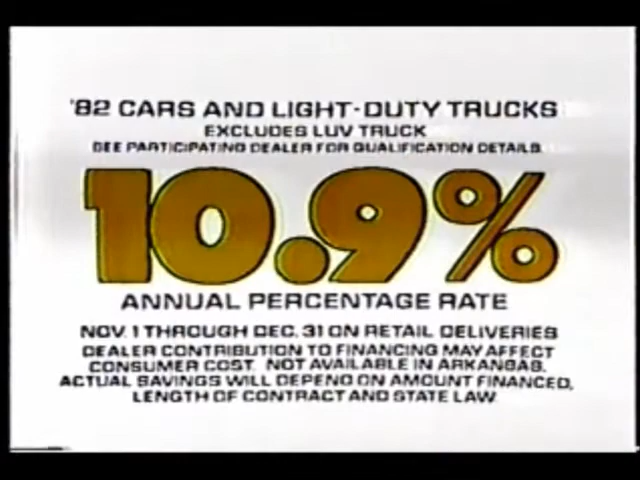 '82 CARS AND LIGHT-DUTY TRUCKS
EXCLUDES LUV TRUCK
SEE PARTICIPATING DEALER FOR QUALIFICATION DETAILS.
10.9%
ANNUAL PERCENTAGE RATE
NOV. 1 THROUGH DEC. 31 ON RETAIL DELIVERIES
DEALER CONTRIBUTION TO FINANCING MAY AFFECT
CONSUMER COST. NOT AVAILABLE IN ARKANSAS.
ACTUAL SAVINGS WILL DEPEND ON AMOUNT FINANCED,
LENGTH OF CONTRACT AND STATE LAW.